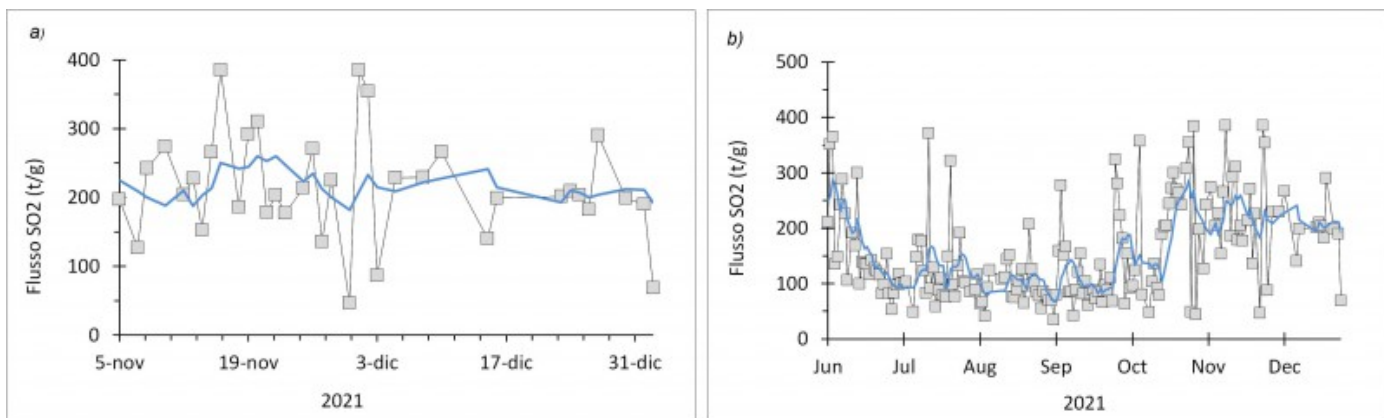 a)
Flusso SO2 (t/g)
400
300
200
100
0
5-nov
19-nov
3-dic
17-dic
31-dic
2021
b)
Flusso SO2 (t/g)
500
400
300
200
100
0
Jun
Jul
Aug
Sep
Oct
Nov
Dec
2021